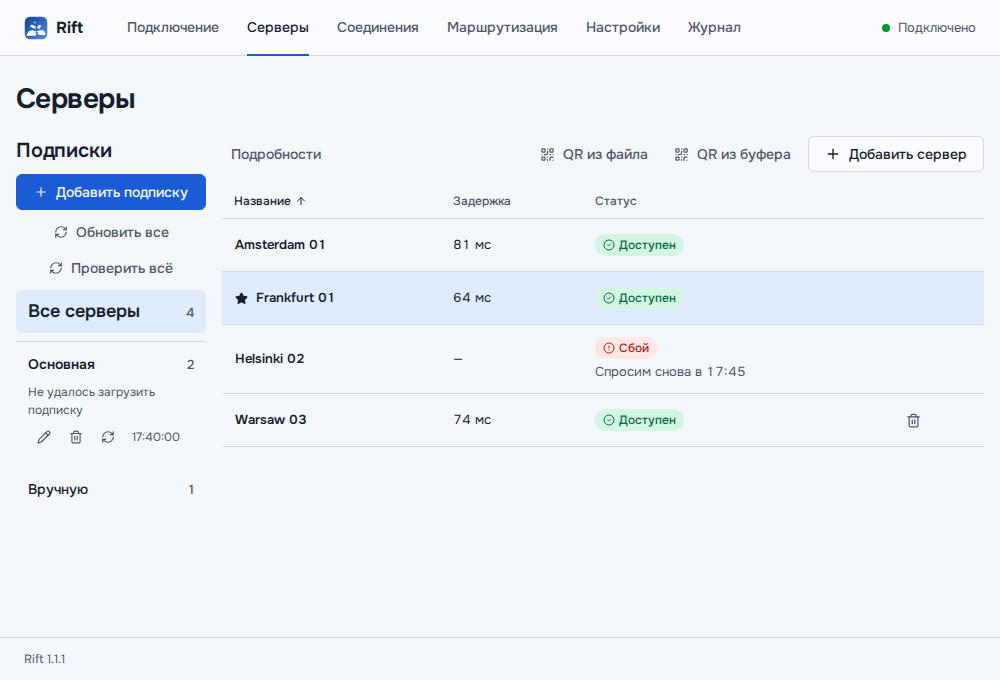 Rift
Подключение
Серверы
Соединения
Маршрутизация
Настройки
Журнал
Подключено
Серверы
Подписки
Добавить подписку
Обновить все
Проверить всё
Все серверы 4
Основная 2
Не удалось загрузить
подписку
17:40:00
Вручную 1
Подробности
QR из файла
QR из буфера
Добавить сервер
Название Задержка Статус
Amsterdam 01 81 мс Доступен
Frankfurt 01 64 мс Доступен
Helsinki 02 – Сбой
Спросим снова в 17:45
Warsaw 03 74 мс Доступен
Rift 1.1.1